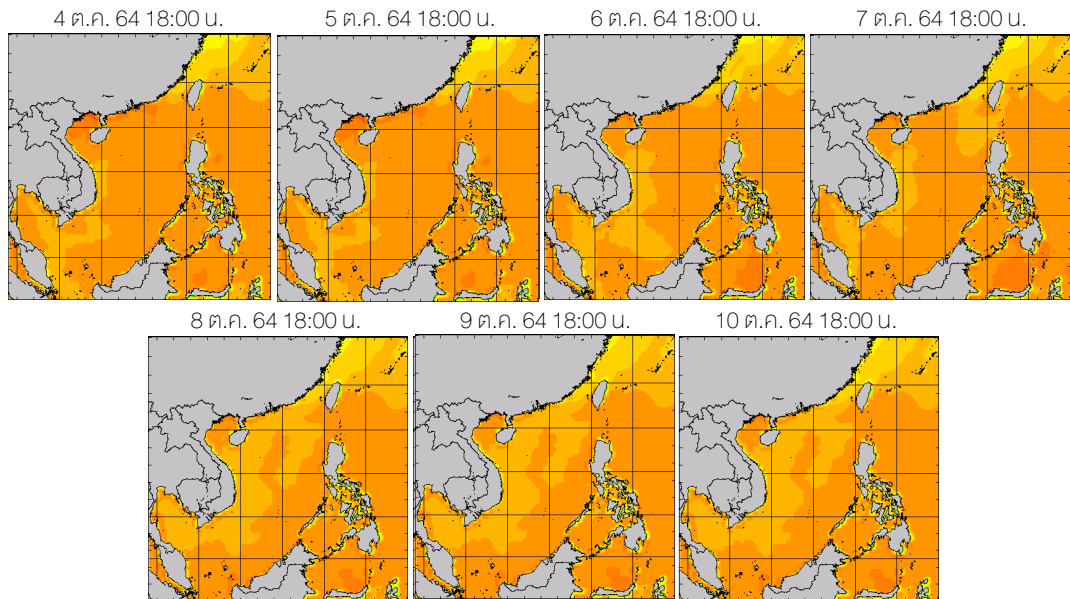 4 ต.ค. 64 18:00 น.
5 ต.ค. 64 18:00 น.
6 ต.ค. 64 18:00 น.
7 ต.ค. 64 18:00 น.
8 ต.ค. 64 18:00 น.
9 ต.ค. 64 18:00 น.
10 ต.ค. 64 18:00 น.